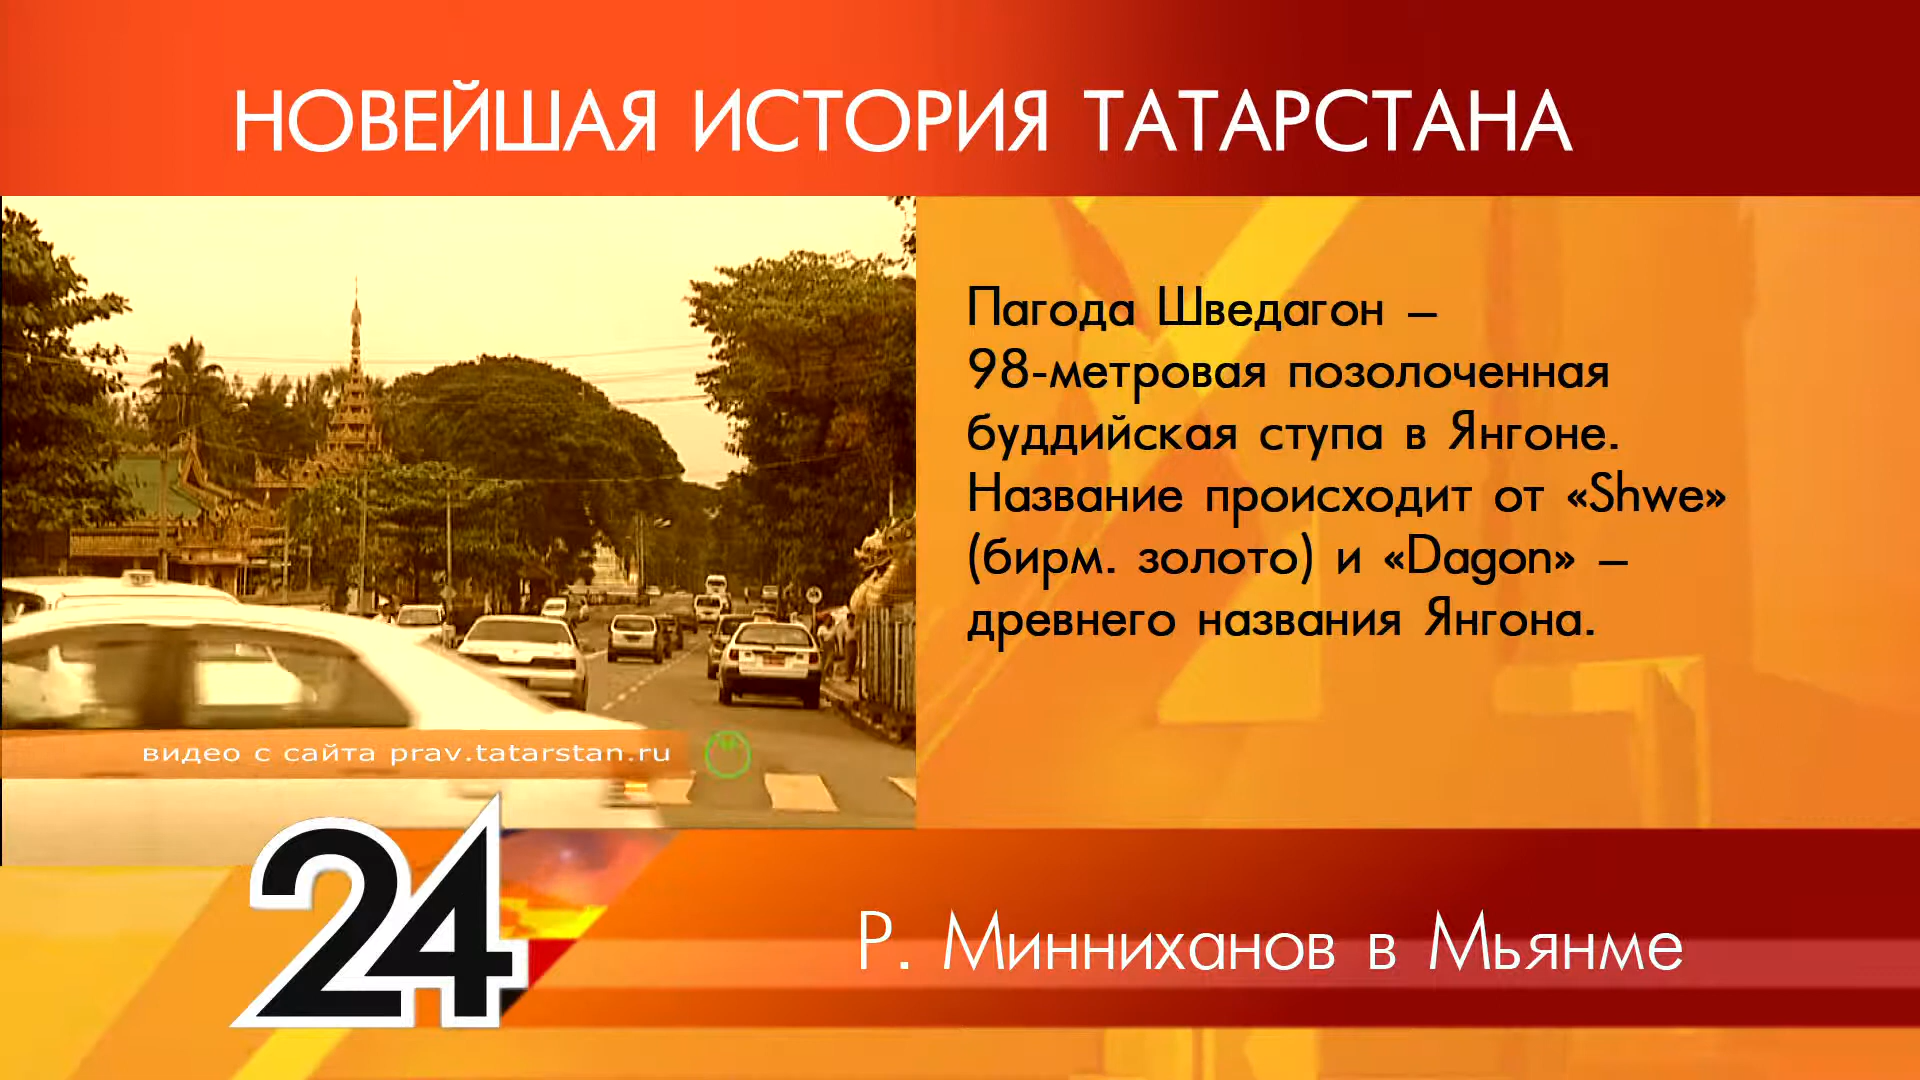 НОВЕЙШАЯ ИСТОРИЯ ТАТАРСТАНА
Пагода Шведагон –
98-метровая позолоченная
буддийская ступа в Янгоне.
Название происходит от «Shwe»
(бирм. золото) и «Dagon» –
древнего названия Янгона.
видео с сайта prav.tatarstan.ru
24
Р. Минниханов в Мьянме